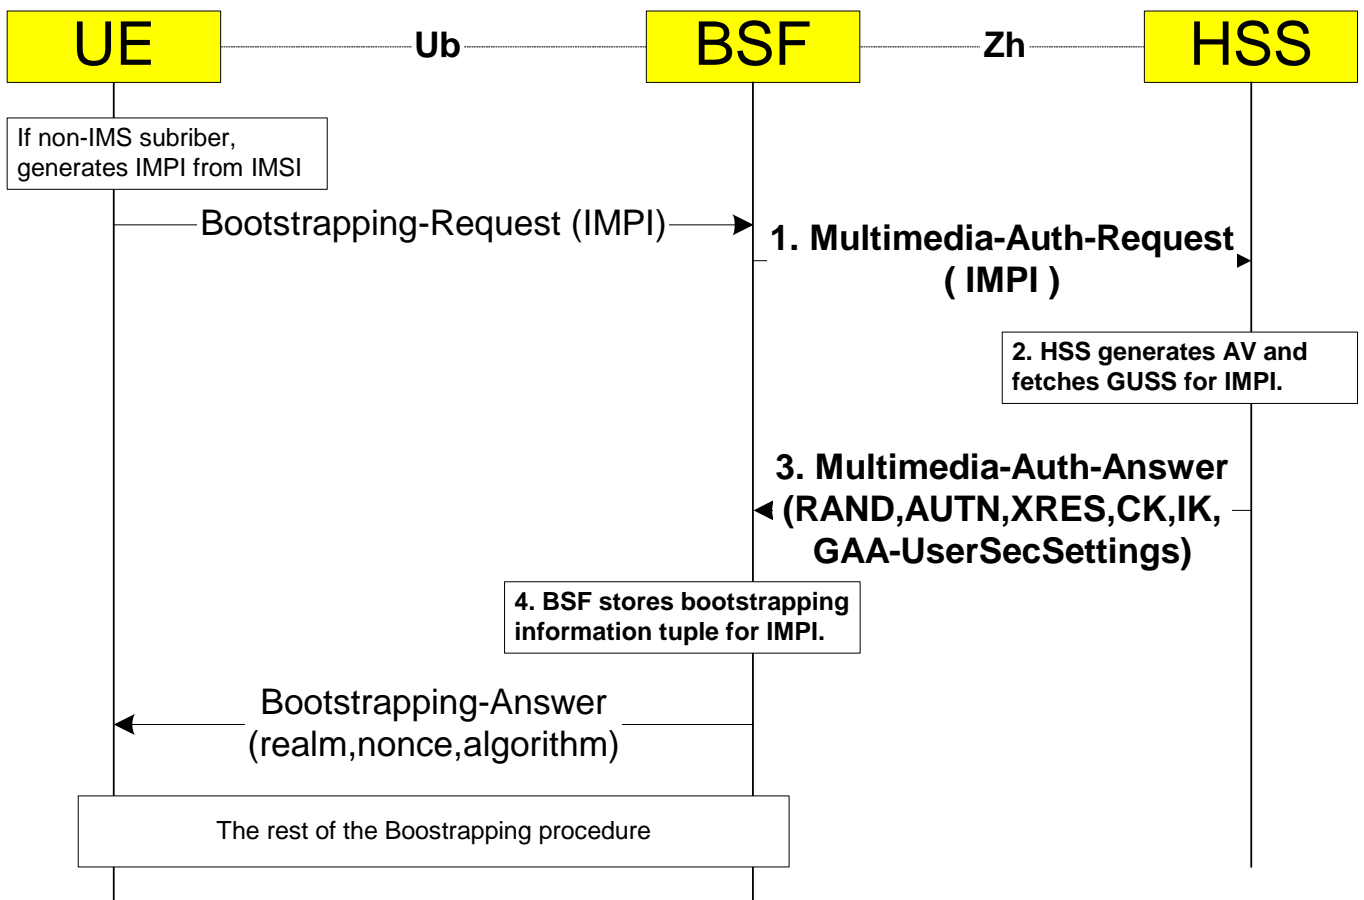 UE
Ub
BSF
Zh
HSS
If non-IMS subriber,
generates IMPI from IMSI
Bootstrapping-Request (IMPI)
1. Multimedia-Auth-Request
( IMPI )
2. HSS generates AV and
fetches GUSS for IMPI.
3. Multimedia-Auth-Answer
(RAND,AUTN,XRES,CK,IK,
GAA-UserSecSettings)
4. BSF stores bootstrapping
information tuple for IMPI.
Bootstrapping-Answer
(realm,nonce,algorithm)
The rest of the Boostrapping procedure